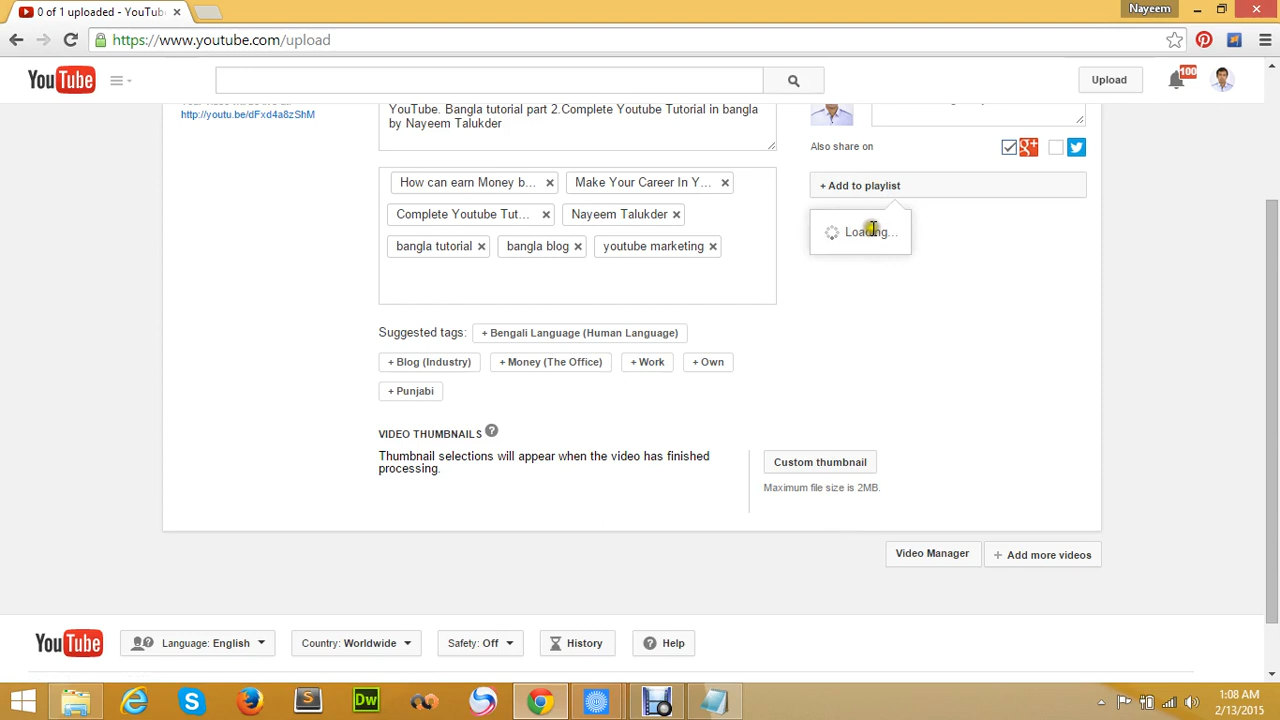 0 of 1 uploaded - YouTub
Nayeem
https://www.youtube.com/upload
YouTube
Upload
100
http://youtu.be/dFxd4a8zShM
YouTube. Bangla tutorial part 2.Complete Youtube Tutorial in bangla
by Nayeem Talukder
Also share on
+ Add to playlist
Loading...
How can earn Money b...
Make Your Career In Y...
Complete Youtube Tut...
Nayeem Talukder
bangla tutorial
bangla blog
youtube marketing
Suggested tags:
+ Bengali Language (Human Language)
+ Blog (Industry)
+ Money (The Office)
+ Work
+ Own
+ Punjabi
VIDEO THUMBNAILS ?
Thumbnail selections will appear when the video has finished
processing.
Custom thumbnail
Maximum file size is 2MB.
Video Manager
+ Add more videos
YouTube
Language: English
Country: Worldwide
Safety: Off
History
Help
S
Dw
1:08 AM
2/13/2015